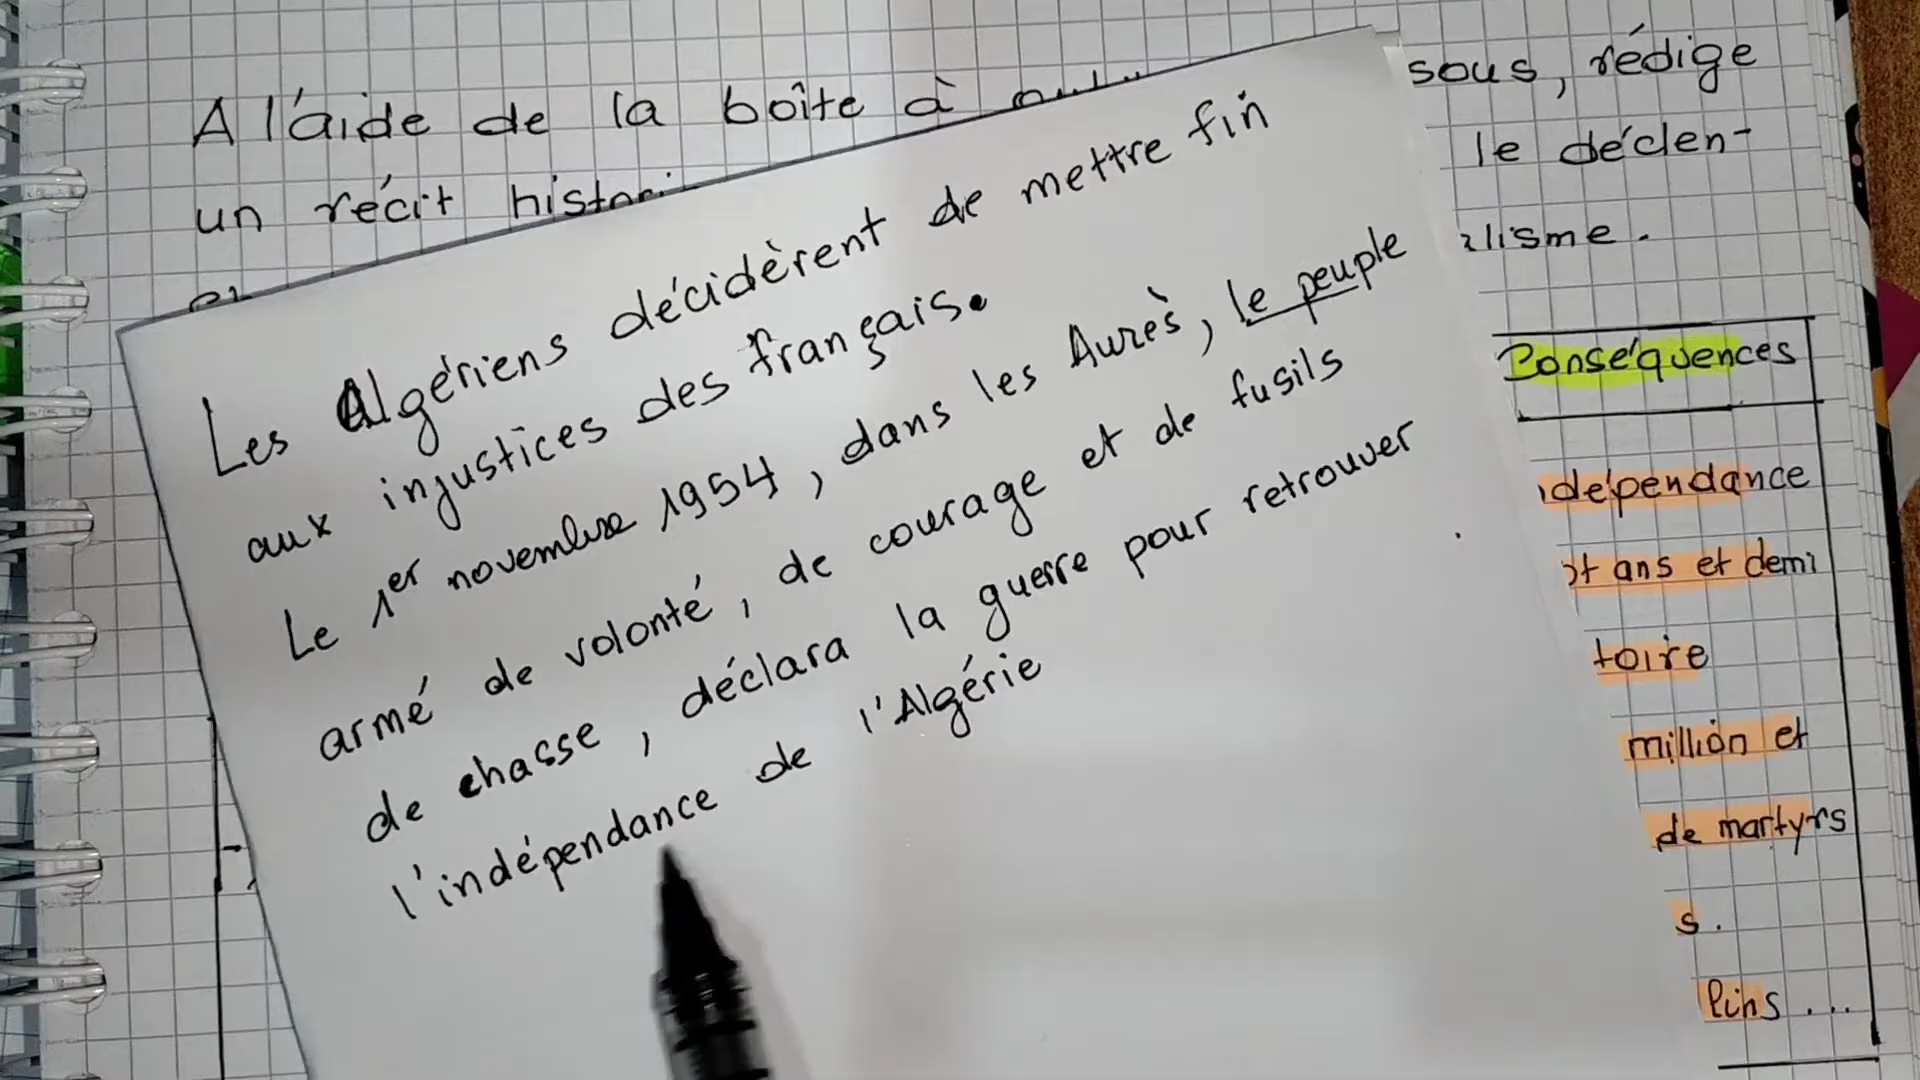 A l'aide de la boîte à sous, rédige
un récit le déclen-
alisme.
Les Algériens décidèrent de mettre fin
aux injustices des français.
Le 1er novembre 1954, dans les Aurès, le peuple
armé de volonté, de courage et de fusils
de chasse, déclara la guerre pour retrouver
l'indépendance de l'Algérie
Conséquences
dépendance
ans et demi
toire
million et
de martyrs
s.